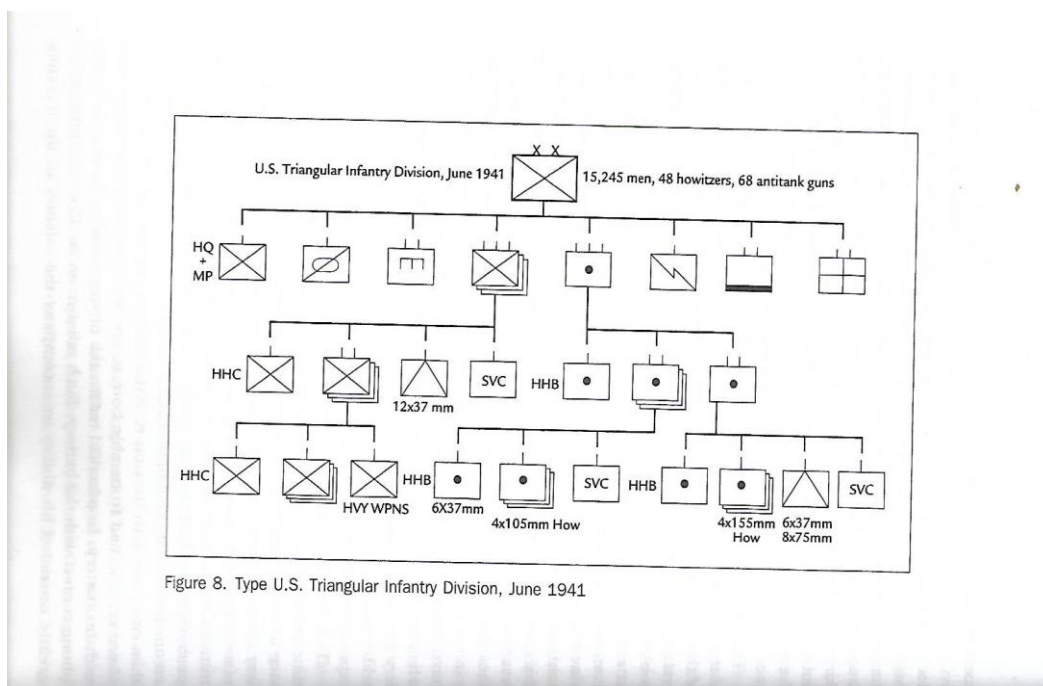 X X
U.S. Triangular Infantry Division, June 1941
15,245 men, 48 howitzers, 68 antitank guns
HQ
+
MP
HHC
12x37 mm
SVC
HHB
HHC
HVY WPNS
HHB
6X37mm
4x105mm How
SVC
HHB
4x155mm
How
6x37mm
8x75mm
SVC
Figure 8. Type U.S. Triangular Infantry Division, June 1941